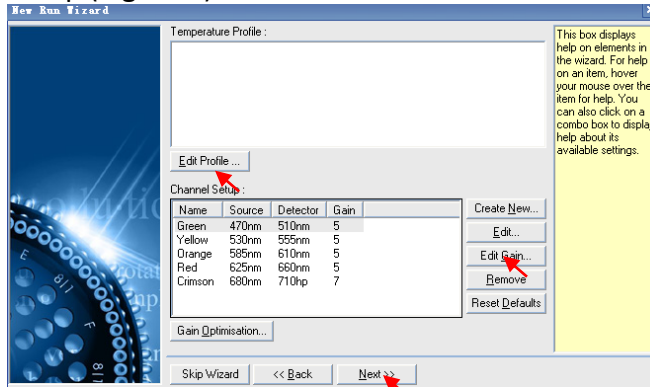 New Run Wizard
Temperature Profile :
This box displays
help on elements in
the wizard. For help
on an item, hover
your mouse over the
item for help. You
can also click on a
combo box to display
help about its
available settings.
Edit Profile ...
Channel Setup :
Name Source Detector Gain
Green 470nm 510nm 5
Yellow 530nm 555nm 5
Orange 585nm 610nm 5
Red 625nm 660nm 5
Crimson 680nm 710hp 7
Create New...
Edit...
Edit Gain...
Remove
Reset Defaults
Gain Optimisation...
Skip Wizard << Back Next >>